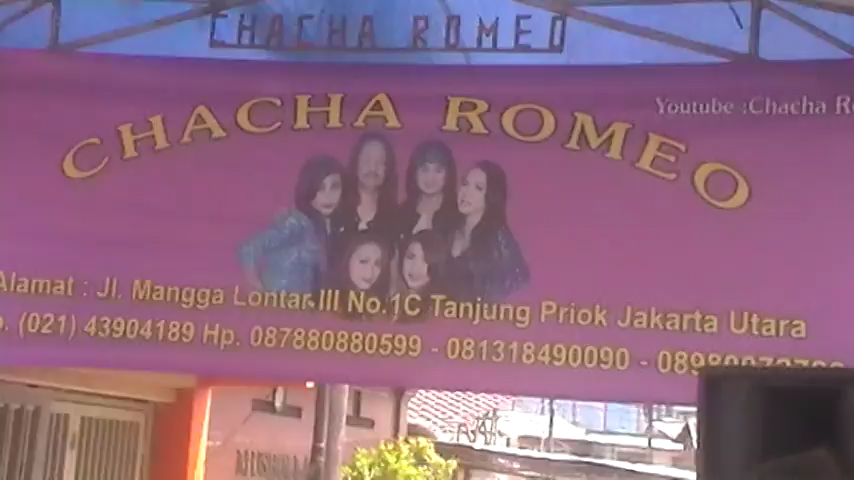 CHACHA ROMEO
Youtube :Chacha
CHACHA ROMEO
Alamat : Jl. Mangga Lontar III No.1C Tanjung Priok Jakarta Utara
(021) 43904189 Hp. 087880880599 - 081318490090 -